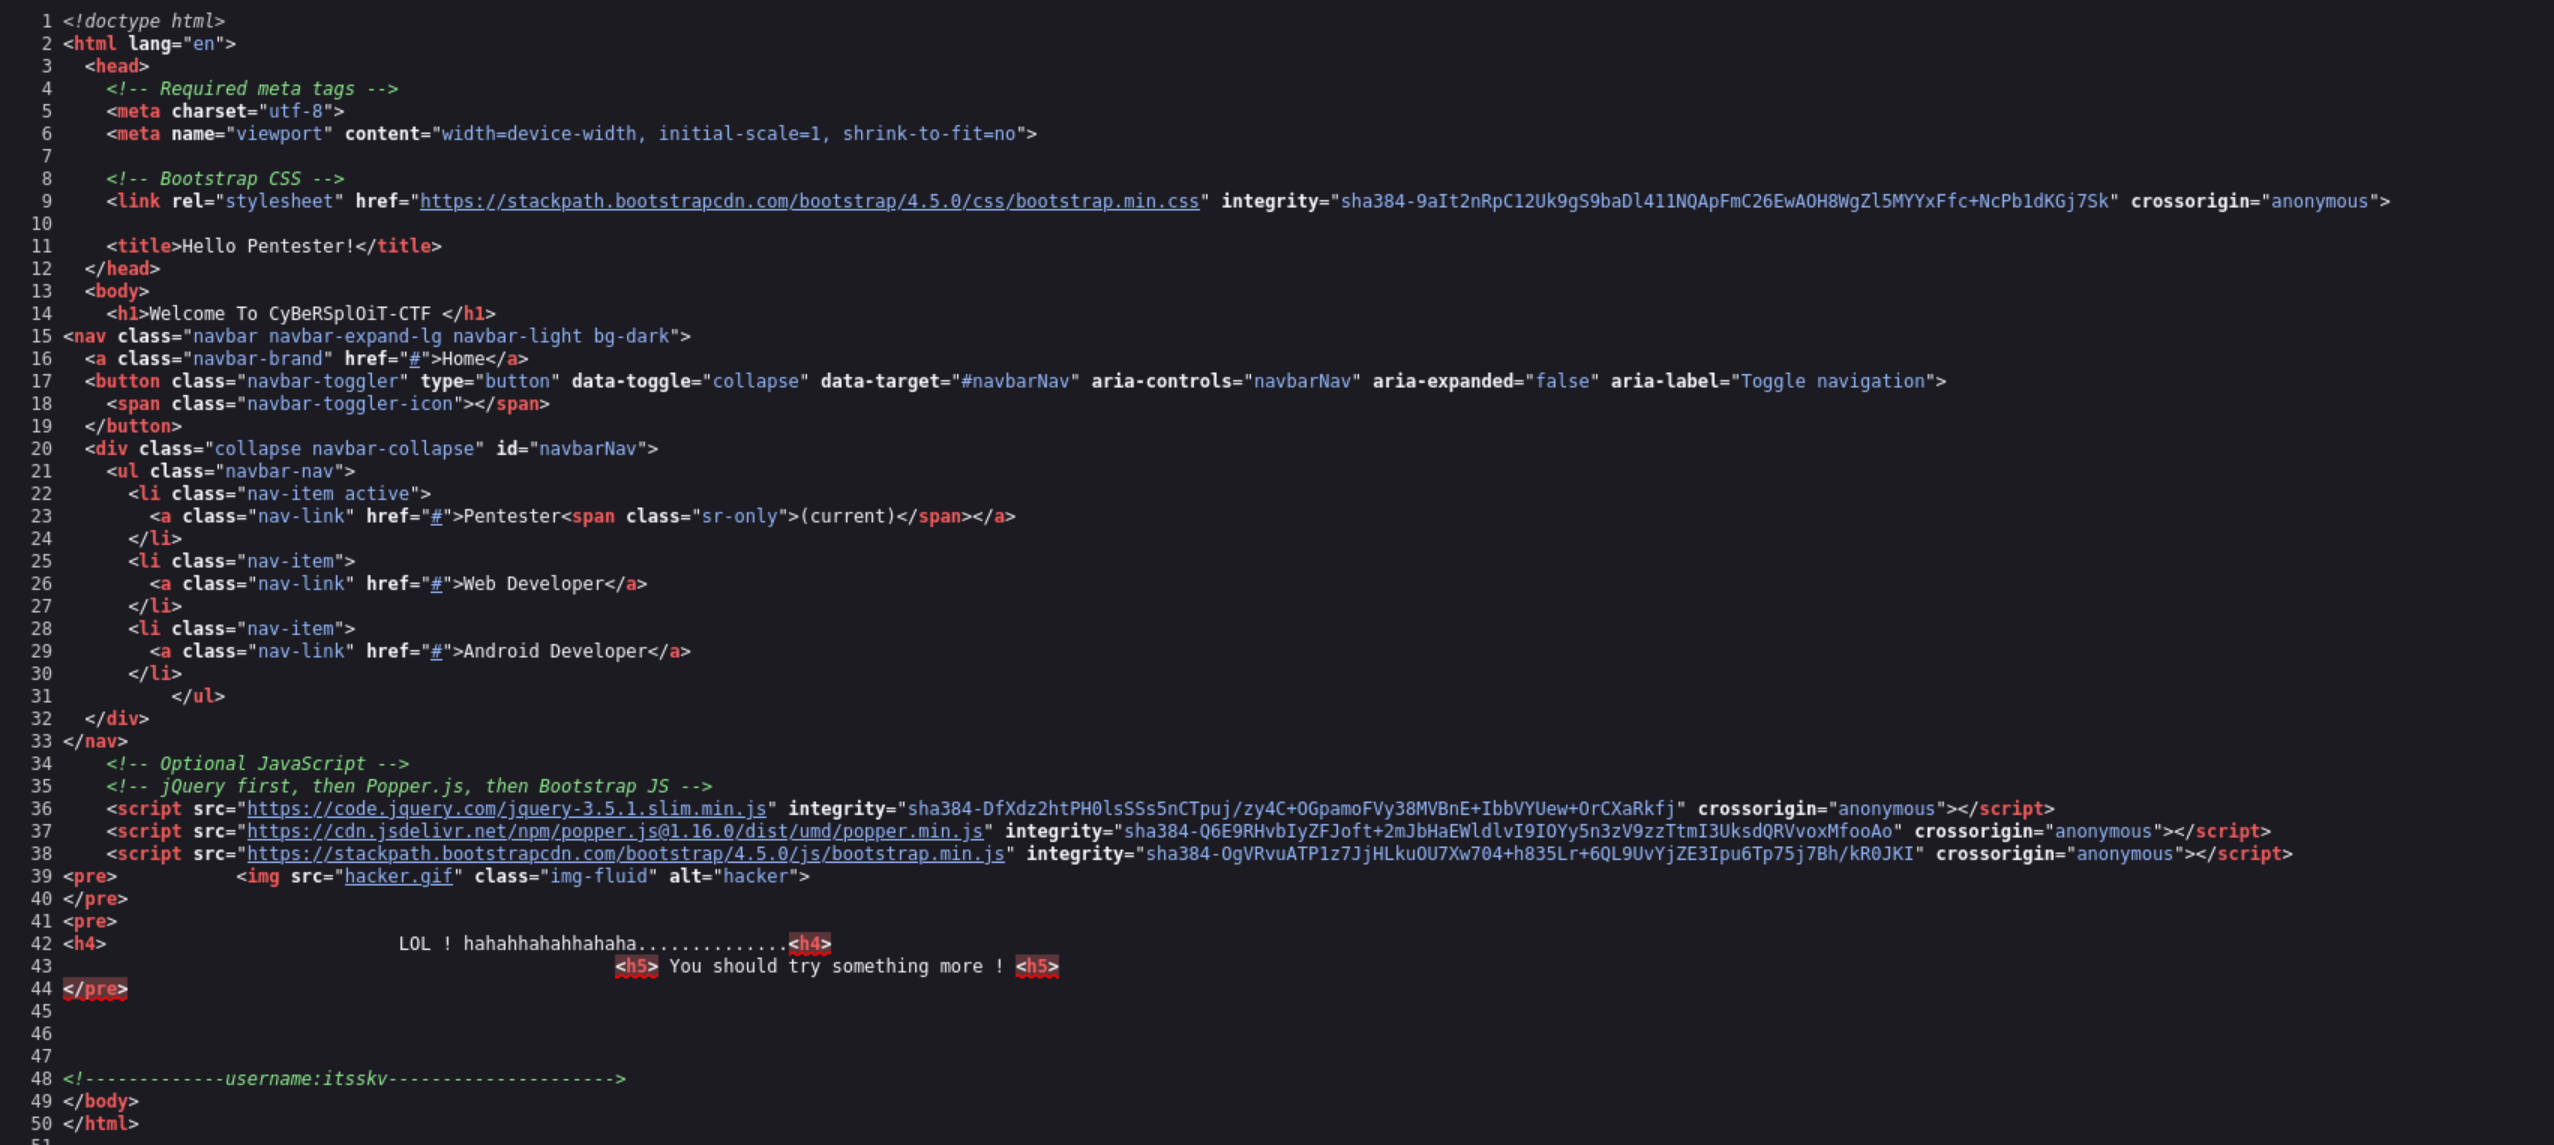 1 <!doctype html>
2 <html lang="en">
3 <head>
4 <!-- Required meta tags -->
5 <meta charset="utf-8">
6 <meta name="viewport" content="width=device-width, initial-scale=1, shrink-to-fit=no">
7
8 <!-- Bootstrap CSS -->
9 <link rel="stylesheet" href="https://stackpath.bootstrapcdn.com/bootstrap/4.5.0/css/bootstrap.min.css" integrity="sha384-9aIt2nRpC12Uk9gS9baDl411NQApFmC26EwAOH8WgZl5MYYxFfc+NcPb1dKGj7Sk" crossorigin="anonymous">
10
11 <title>Hello Pentester!</title>
12 </head>
13 <body>
14 <h1>Welcome To CyBeRSplOiT-CTF </h1>
15 <nav class="navbar navbar-expand-lg navbar-light bg-dark">
16 <a class="navbar-brand" href="#">Home</a>
17 <button class="navbar-toggler" type="button" data-toggle="collapse" data-target="#navbarNav" aria-controls="navbarNav" aria-expanded="false" aria-label="Toggle navigation">
18 <span class="navbar-toggler-icon"></span>
19 </button>
20 <div class="collapse navbar-collapse" id="navbarNav">
21 <ul class="navbar-nav">
22 <li class="nav-item active">
23 <a class="nav-link" href="#">Pentester<span class="sr-only">(current)</span></a>
24 </li>
25 <li class="nav-item">
26 <a class="nav-link" href="#">Web Developer</a>
27 </li>
28 <li class="nav-item">
29 <a class="nav-link" href="#">Android Developer</a>
30 </li>
31 </ul>
32 </div>
33 </nav>
34 <!-- Optional JavaScript -->
35 <!-- jQuery first, then Popper.js, then Bootstrap JS -->
36 <script src="https://code.jquery.com/jquery-3.5.1.slim.min.js" integrity="sha384-DfXdz2htPH0lsSSs5nCTpuj/zy4C+OGpamoFVy38MVBnE+IbbVYUew+OrCXaRkfj" crossorigin="anonymous"></script>
37 <script src="https://cdn.jsdelivr.net/npm/popper.js@1.16.0/dist/umd/popper.min.js" integrity="sha384-Q6E9RHvbIyZFJoft+2mJbHaEWldlvI9IOYy5n3zV9zzTtmI3UksdQRVvoxMfooAo" crossorigin="anonymous"></script>
38 <script src="https://stackpath.bootstrapcdn.com/bootstrap/4.5.0/js/bootstrap.min.js" integrity="sha384-OgVRvuATP1z7JjHLkuOU7Xw704+h835Lr+6QL9UvYjZE3Ipu6Tp75j7Bh/kR0JKI" crossorigin="anonymous"></script>
39 <pre> <img src="hacker.gif" class="img-fluid" alt="hacker">
40 </pre>
41 <pre>
42 <h4> LOL ! hahahhahahhahaha..............<h4>
43 <h5> You should try something more ! <h5>
44 </pre>
45
46
47
48 <!-------------username:itsskv--------------------->
49 </body>
50 </html>